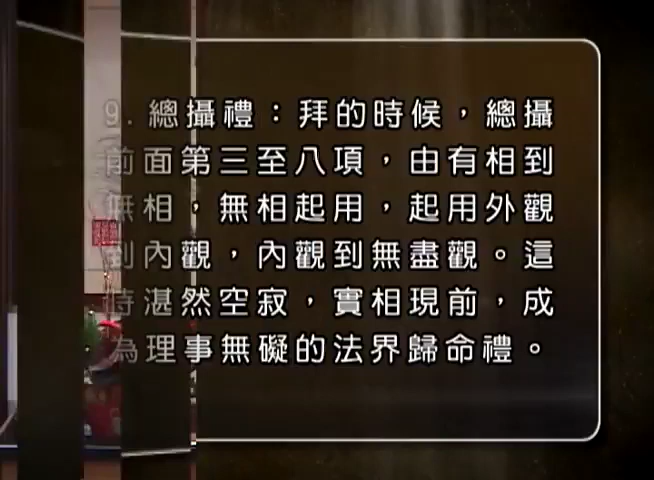 9. 總攝禮：拜的時候，總攝
前面第三至八項，由有相到
無相，無相起用，起用外觀
到內觀，內觀到無盡觀。這
時湛然空寂，實相現前，成
為理事無礙的法界歸命禮。